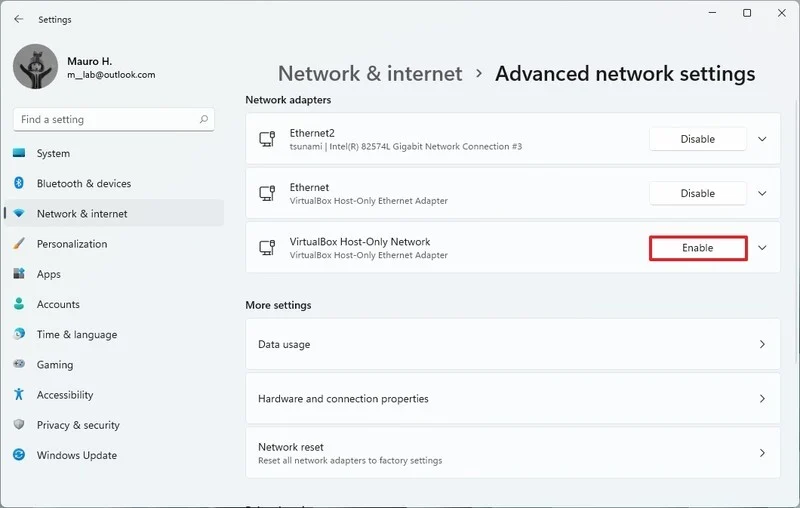 Settings
Mauro H.
m__lab@outlook.com
Find a setting
System
Bluetooth & devices
Network & internet
Personalization
Apps
Accounts
Time & language
Gaming
Accessibility
Privacy & security
Windows Update
Network & internet > Advanced network settings
Network adapters
Ethernet2
tsunami | Intel(R) 82574L Gigabit Network Connection #3
Disable
Ethernet
VirtualBox Host-Only Ethernet Adapter
Disable
VirtualBox Host-Only Network
VirtualBox Host-Only Ethernet Adapter
Enable
More settings
Data usage
Hardware and connection properties
Network reset
Reset all network adapters to factory settings